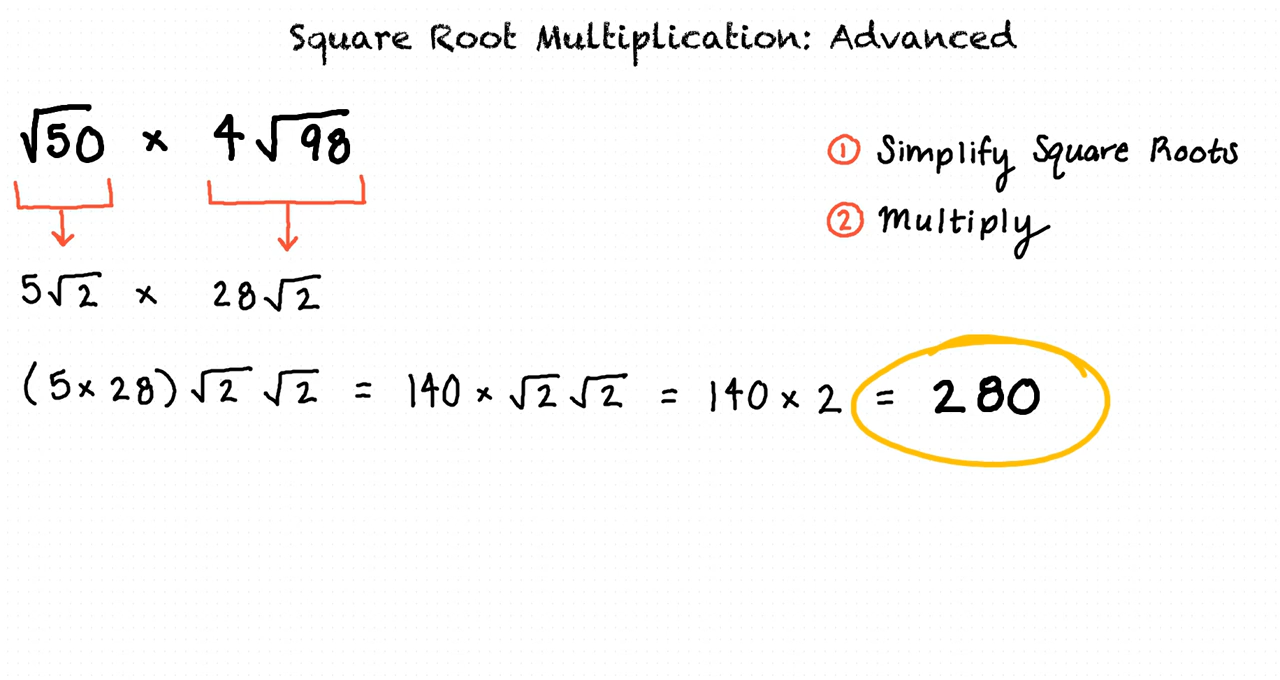 Square Root Multiplication: Advanced
√50 × 4√98
① Simplify Square Roots
② Multiply
5√2 × 28√2
(5×28)√2 √2 = 140 × √2 √2 = 140 × 2 = 280